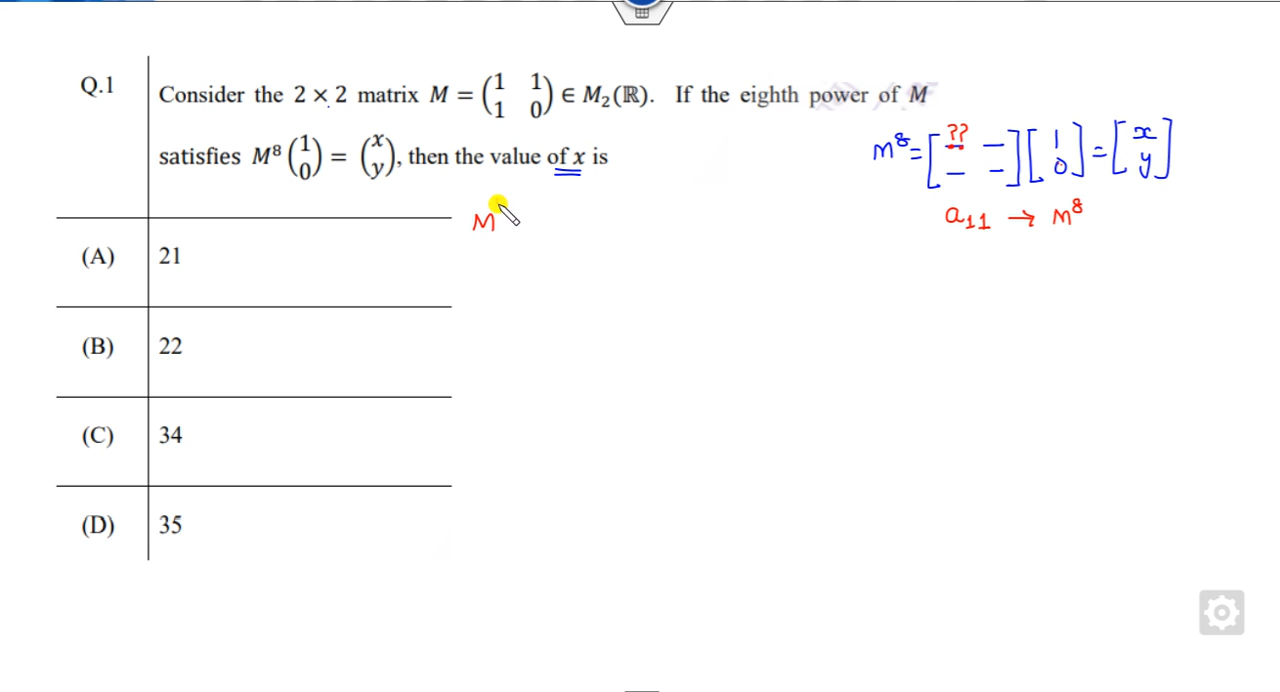 Q.1 Consider the 2 × 2 matrix M = (1 1 / 1 0) ∈ M₂(ℝ). If the eighth power of M
satisfies M⁸ (1 / 0) = (x / y), then the value of x is
m⁸ = [?? – / – –] [1 / 0] = [x / y]
a₁₁ → m⁸
M
(A) 21
(B) 22
(C) 34
(D) 35